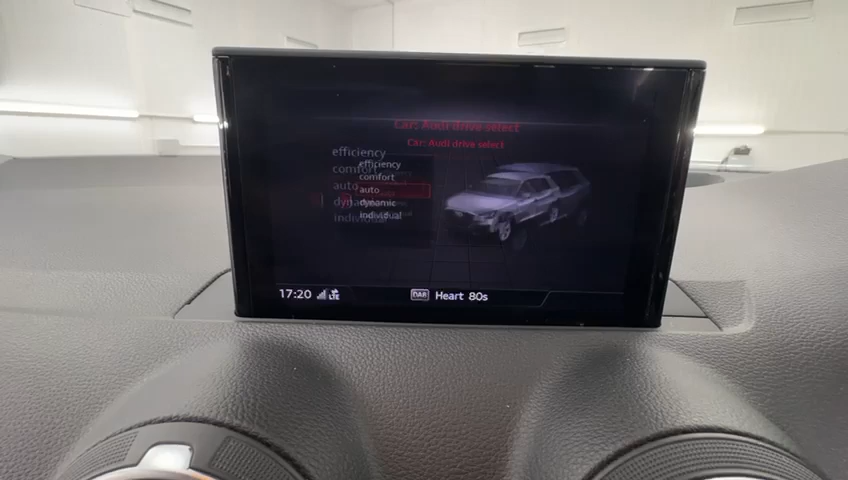 Car: Audi drive select
Car: Audi drive select
efficiency
comfort
auto
dynamic
individual
efficiency
comfort
auto
dynamic
individual
17:20 LTE DAB Heart 80s